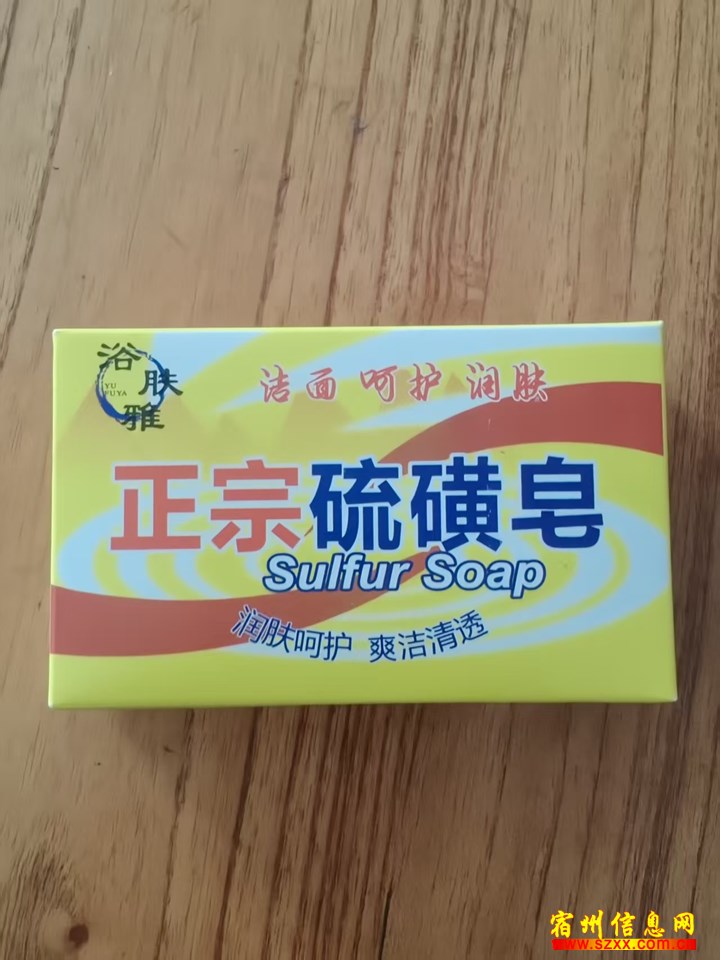 浴肤雅
YU
FUYA
洁面 呵护 润肤
正宗硫磺皂
Sulfur Soap
润肤呵护 爽洁清透
宿州信息网
www.szxx.com.cn